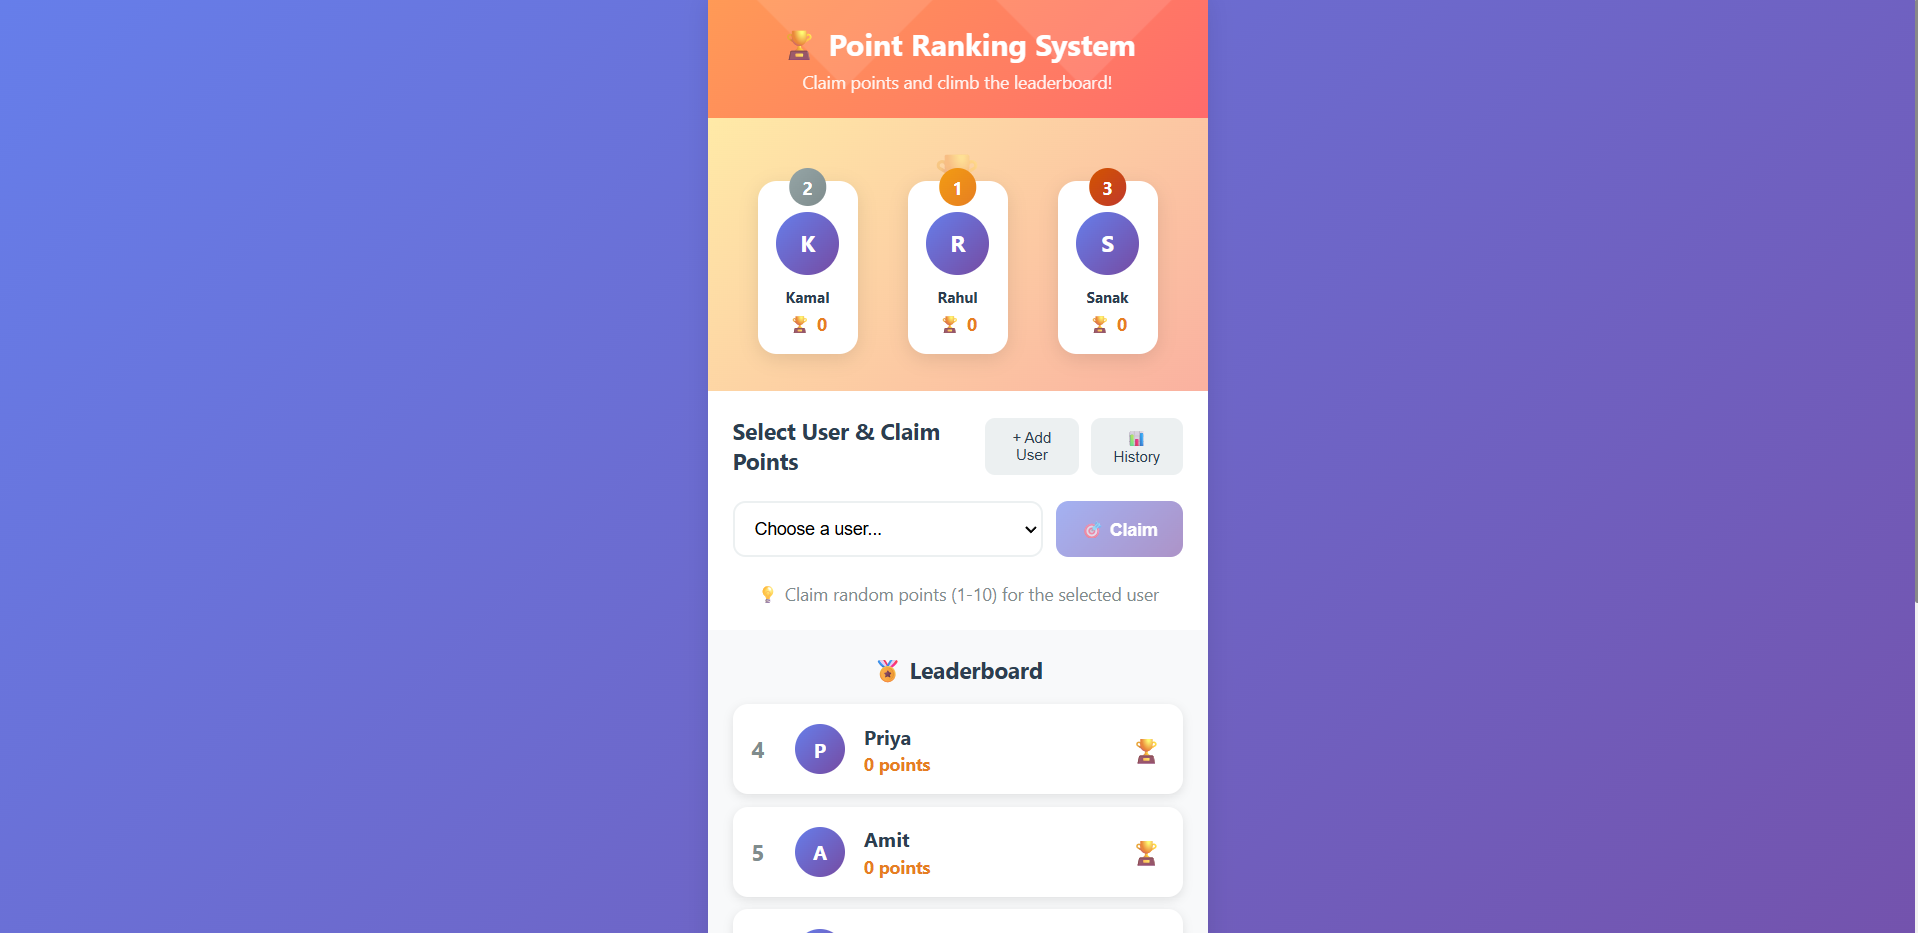 🏆 Point Ranking System
Claim points and climb the leaderboard!
2
K
Kamal
🏆 0
1
R
Rahul
🏆 0
3
S
Sanak
🏆 0
Select User & Claim
Points
+ Add
User
📊
History
Choose a user...
🎯 Claim
💡 Claim random points (1-10) for the selected user
🏅 Leaderboard
4
P
Priya
0 points
🏆
5
A
Amit
0 points
🏆